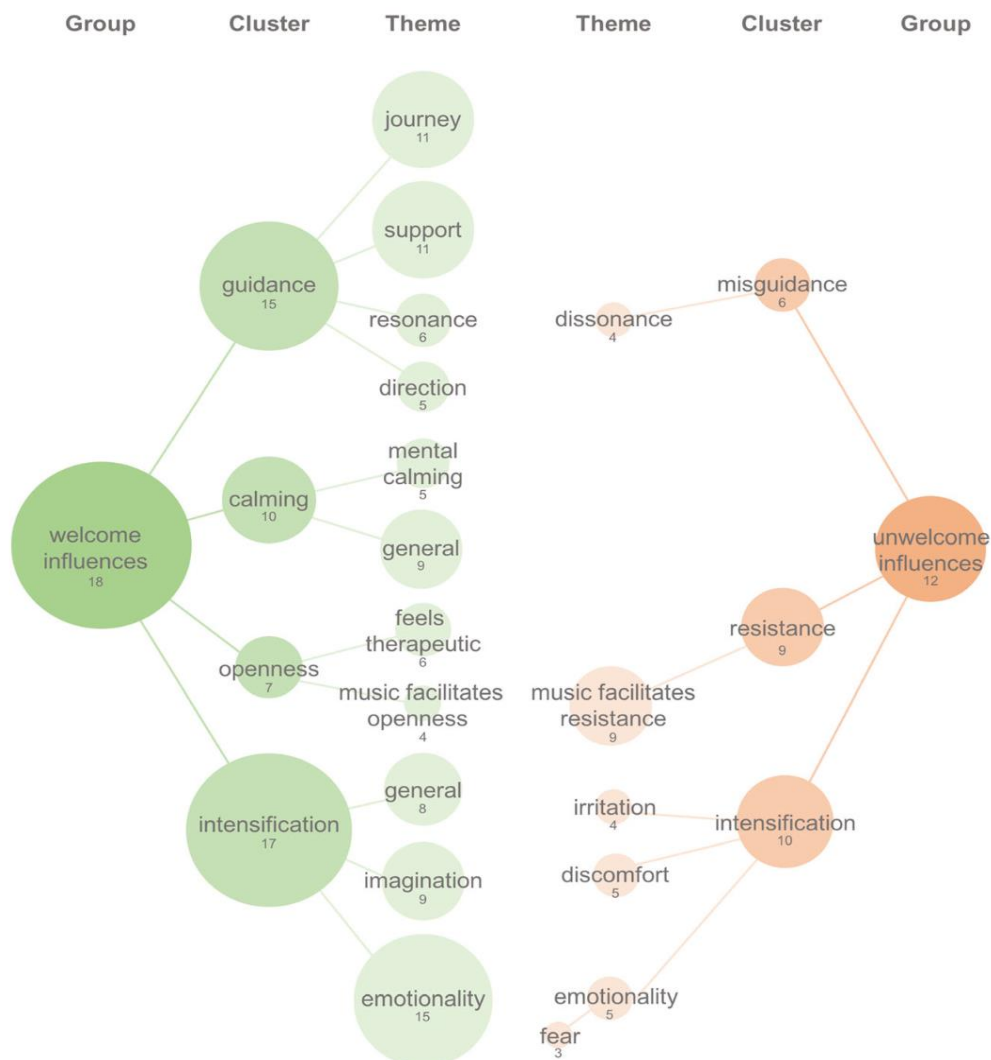 Group Cluster Theme Theme Cluster Group
journey
11
support
11
guidance
15
misguidance
6
resonance
6
dissonance
4
direction
5
mental
calming
5
calming
10
general
9
welcome
influences
18
unwelcome
influences
12
feels
therapeutic
6
resistance
9
openness
7
music facilitates
openness
4
music facilitates
resistance
9
general
8
irritation
4
intensification
17
intensification
10
imagination
9
discomfort
5
emotionality
15
emotionality
5
fear
3